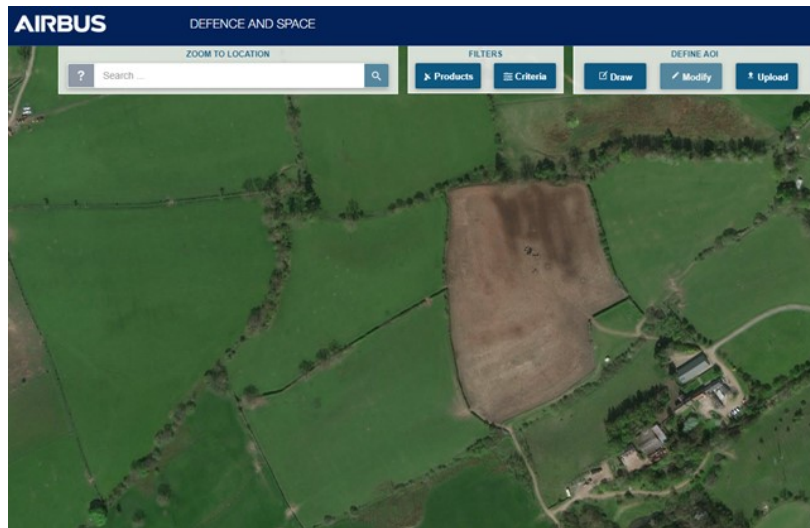 AIRBUS DEFENCE AND SPACE
ZOOM TO LOCATION
? Search ...
FILTERS
Products Criteria
DEFINE AOI
Draw Modify Upload